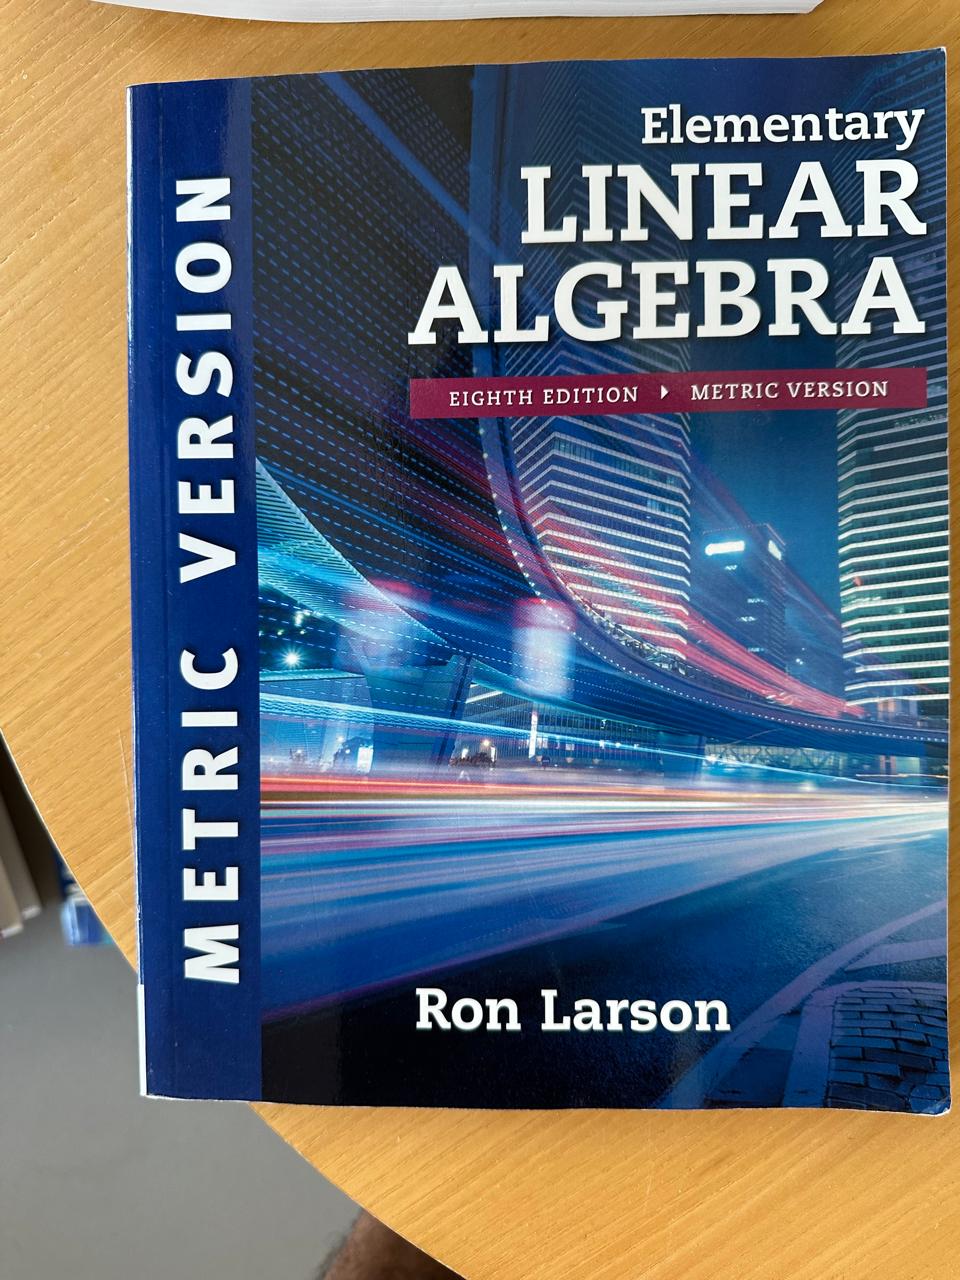 Elementary
LINEAR
ALGEBRA
EIGHTH EDITION METRIC VERSION
METRIC VERSION
Ron Larson